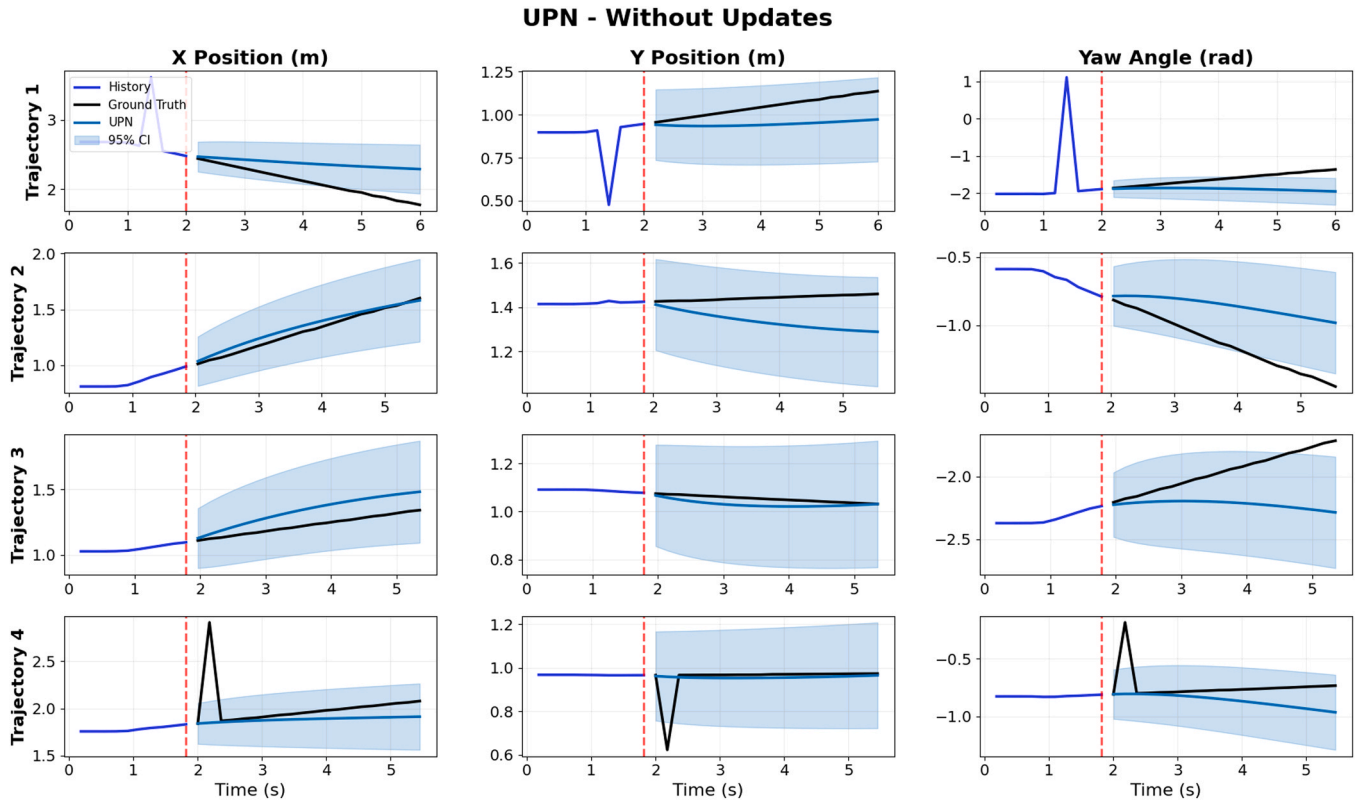 UPN - Without Updates
X Position (m)
Y Position (m)
Yaw Angle (rad)
Trajectory 1
History
Ground Truth
UPN
95% CI
3
2
0 1 2 3 4 5 6
1.25
1.00
0.75
0.50
0 1 2 3 4 5 6
1
0
−1
−2
0 1 2 3 4 5 6
Trajectory 2
2.0
1.5
1.0
0 1 2 3 4 5
1.6
1.4
1.2
0 1 2 3 4 5
−0.5
−1.0
0 1 2 3 4 5
Trajectory 3
1.5
1.0
0 1 2 3 4 5
1.2
1.0
0.8
0 1 2 3 4 5
−2.0
−2.5
0 1 2 3 4 5
Trajectory 4
2.5
2.0
1.5
0 1 2 3 4 5
Time (s)
1.2
1.0
0.8
0.6
0 1 2 3 4 5
Time (s)
−0.5
−1.0
0 1 2 3 4 5
Time (s)